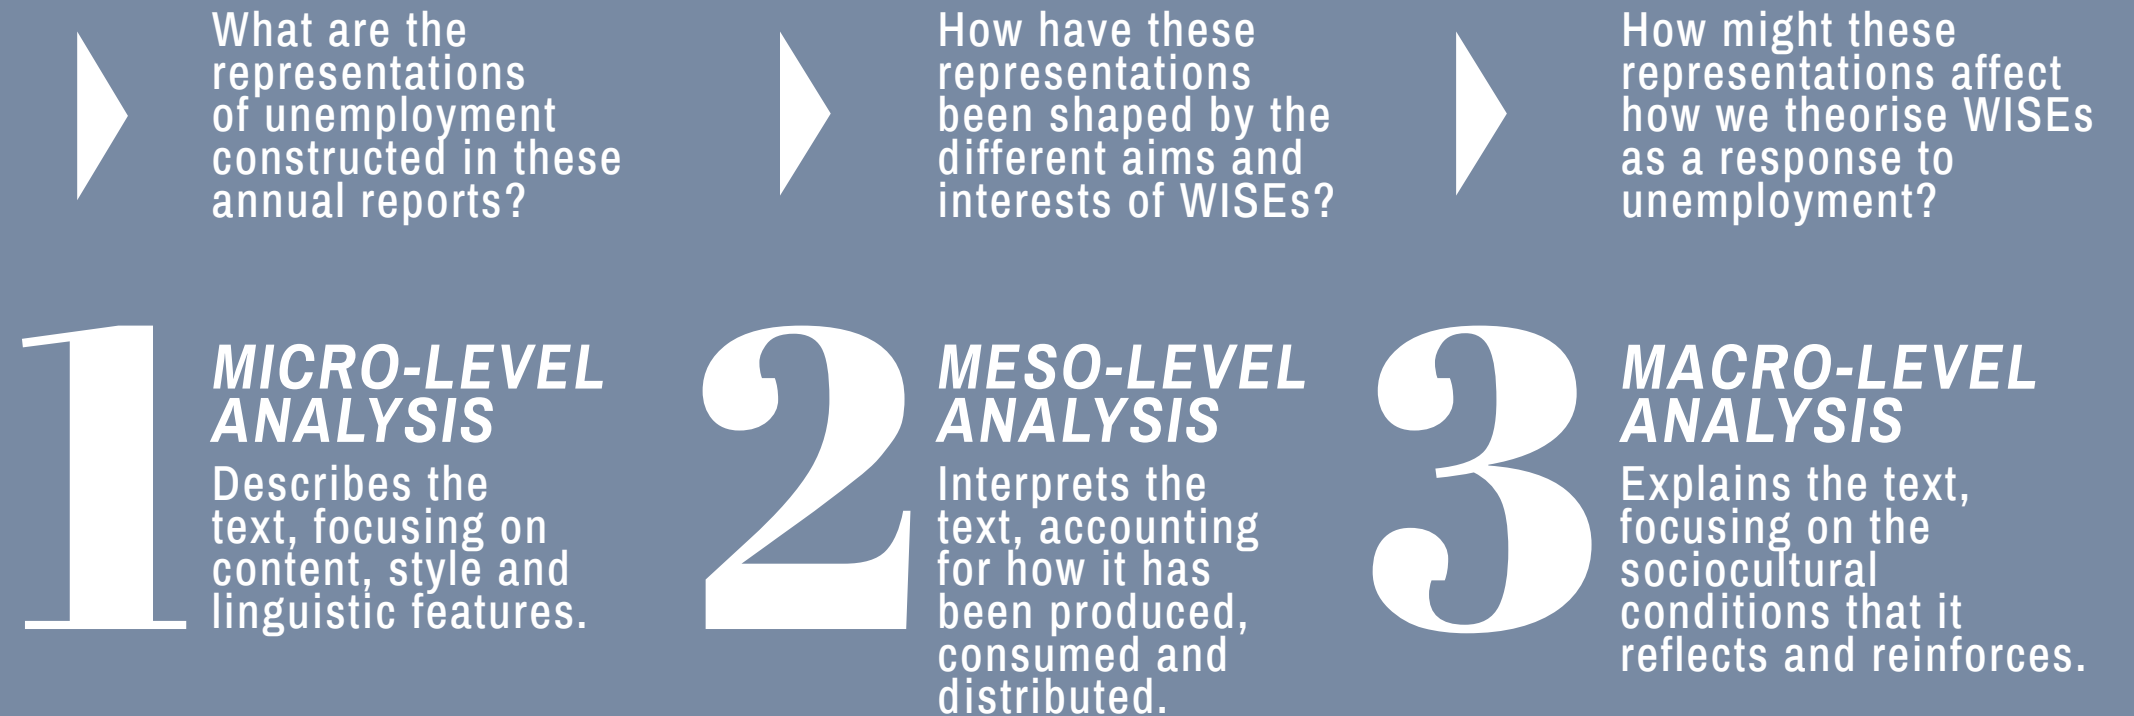 What are the
representations
of unemployment
constructed in these
annual reports?
How have these
representations
been shaped by the
different aims and
interests of WISEs?
How might these
representations affect
how we theorise WISEs
as a response to
unemployment?
1
MICRO-LEVEL
ANALYSIS
Describes the
text, focusing on
content, style and
linguistic features.
2
MESO-LEVEL
ANALYSIS
Interprets the
text, accounting
for how it has
been produced,
consumed and
distributed.
3
MACRO-LEVEL
ANALYSIS
Explains the text,
focusing on the
sociocultural
conditions that it
reflects and reinforces.